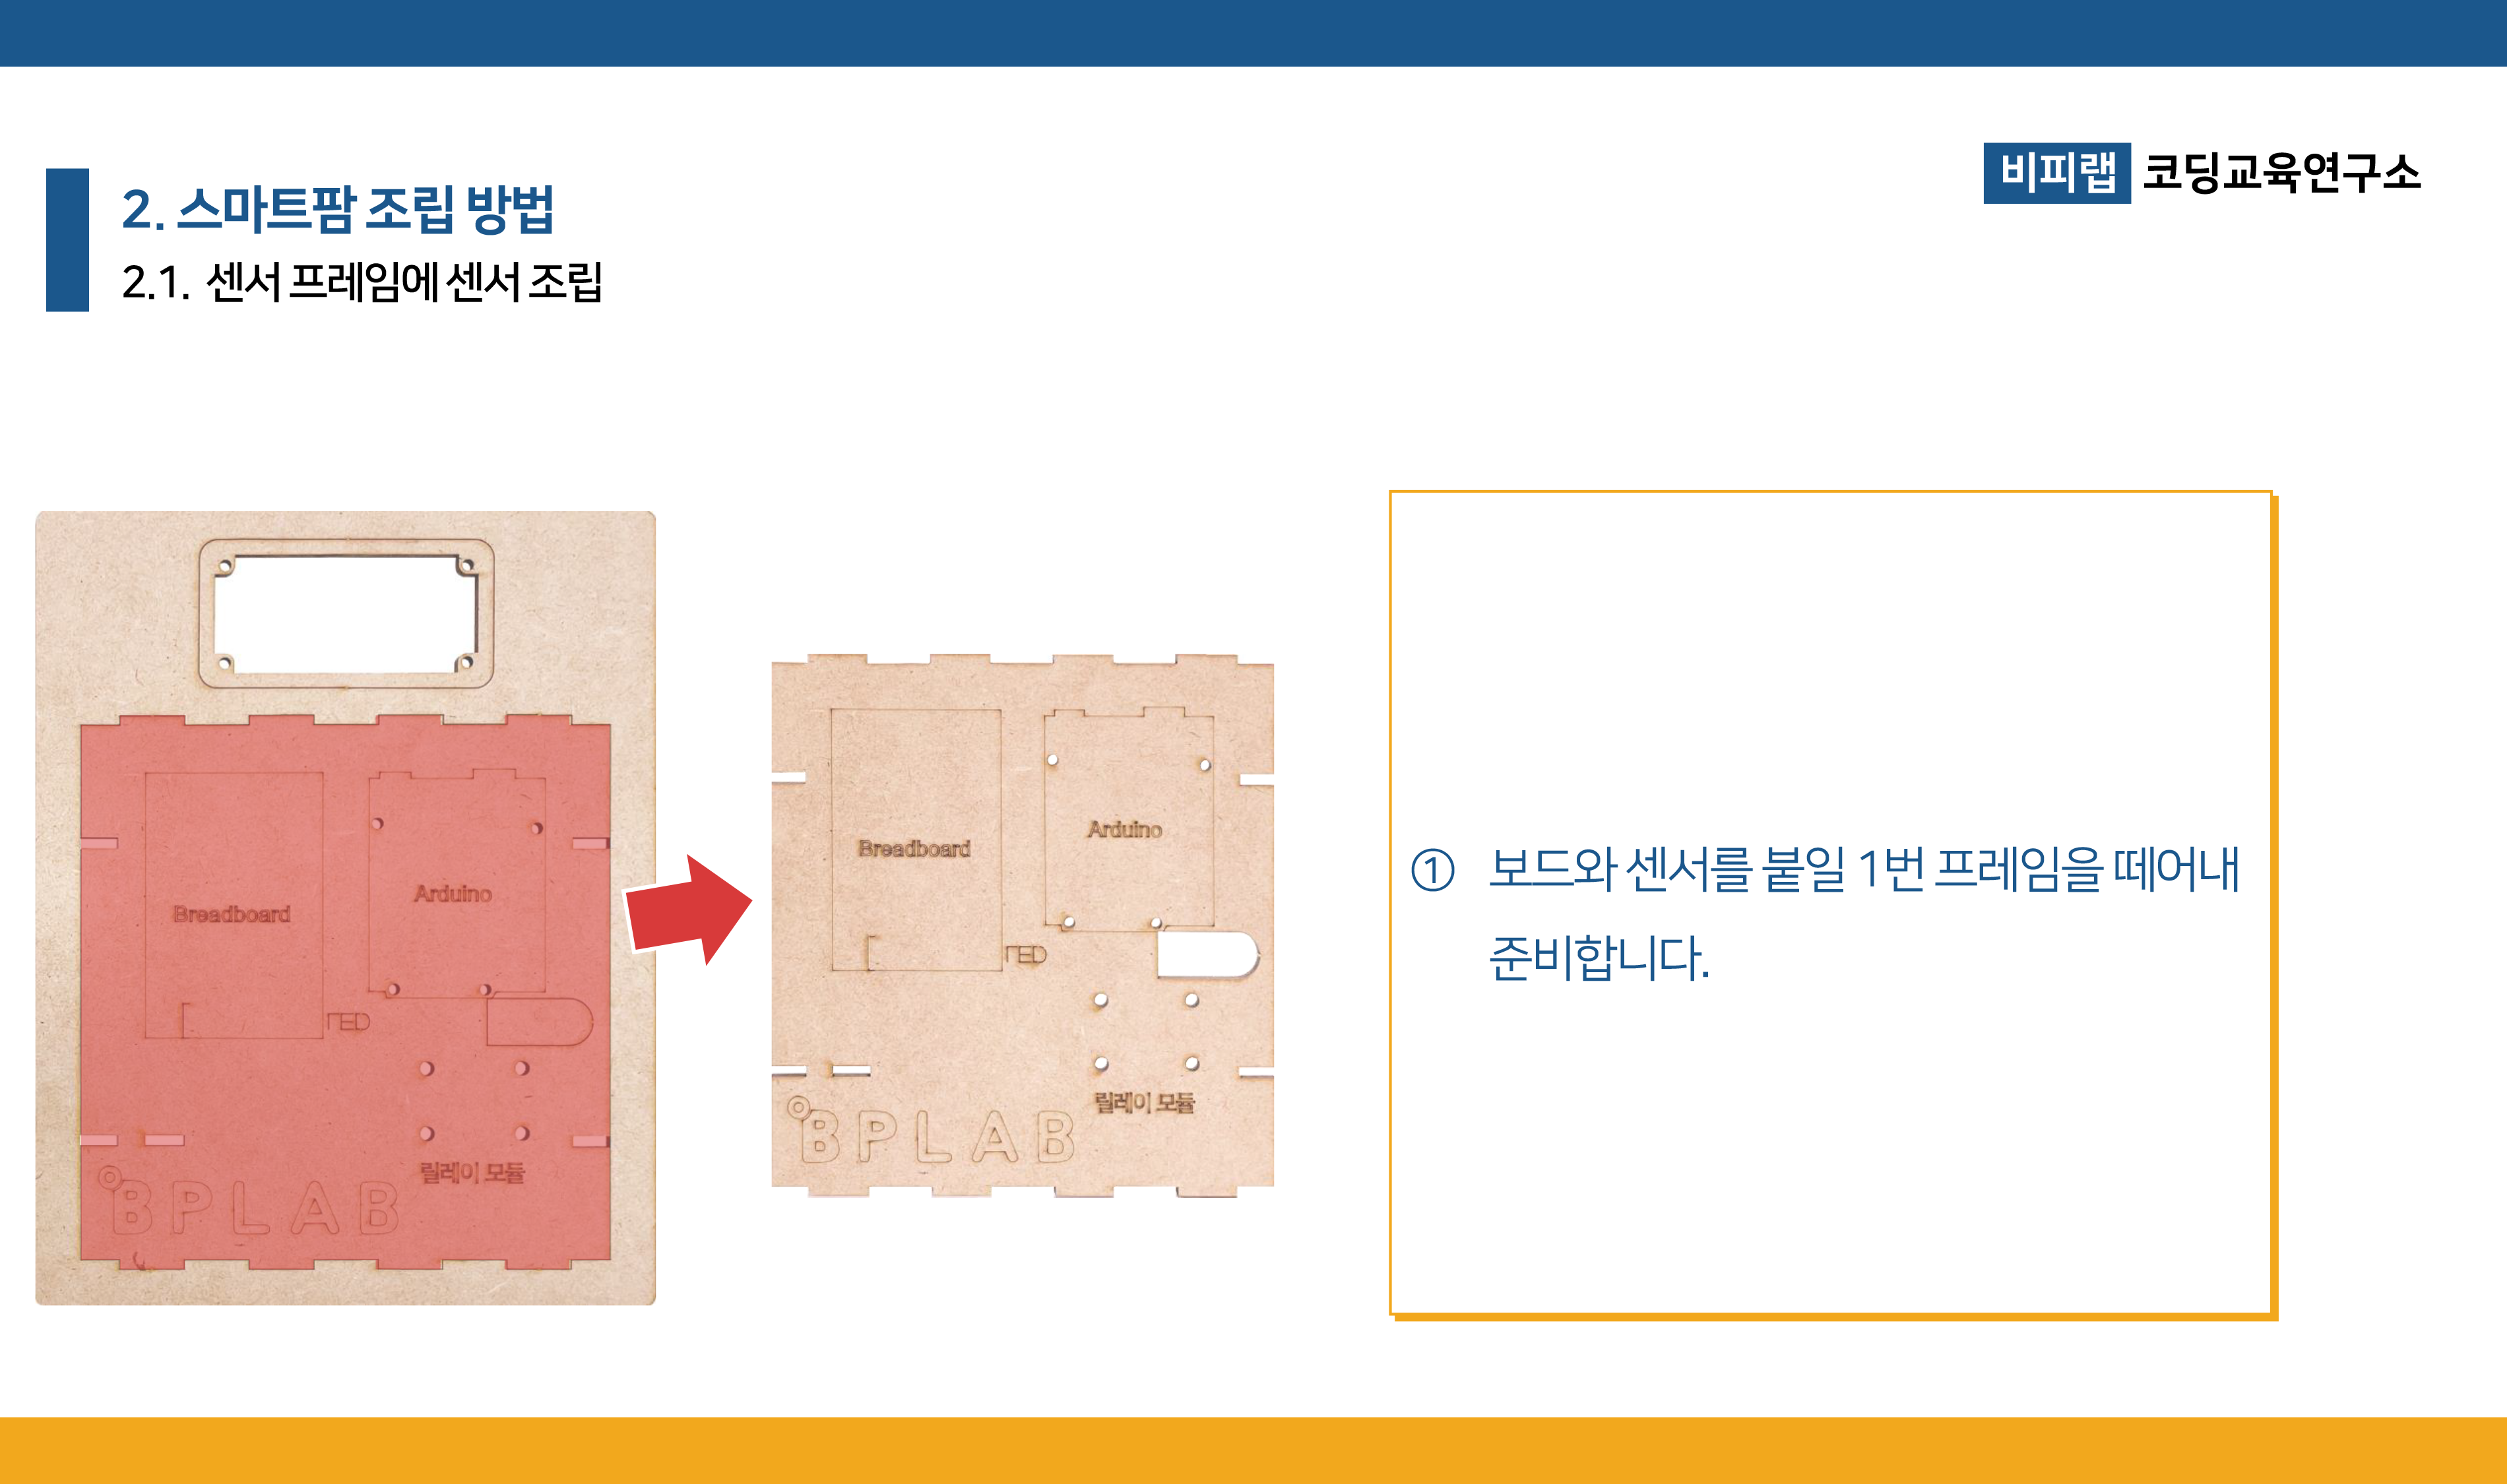 비피랩 코딩교육연구소
2. 스마트팜 조립 방법
2.1. 센서 프레임에 센서 조립
Breadboard
Arduino
LED
릴레이 모듈
BPLAB
Breadboard
Arduino
LED
릴레이 모듈
BPLAB
① 보드와 센서를 붙일 1번 프레임을 떼어내
준비합니다.